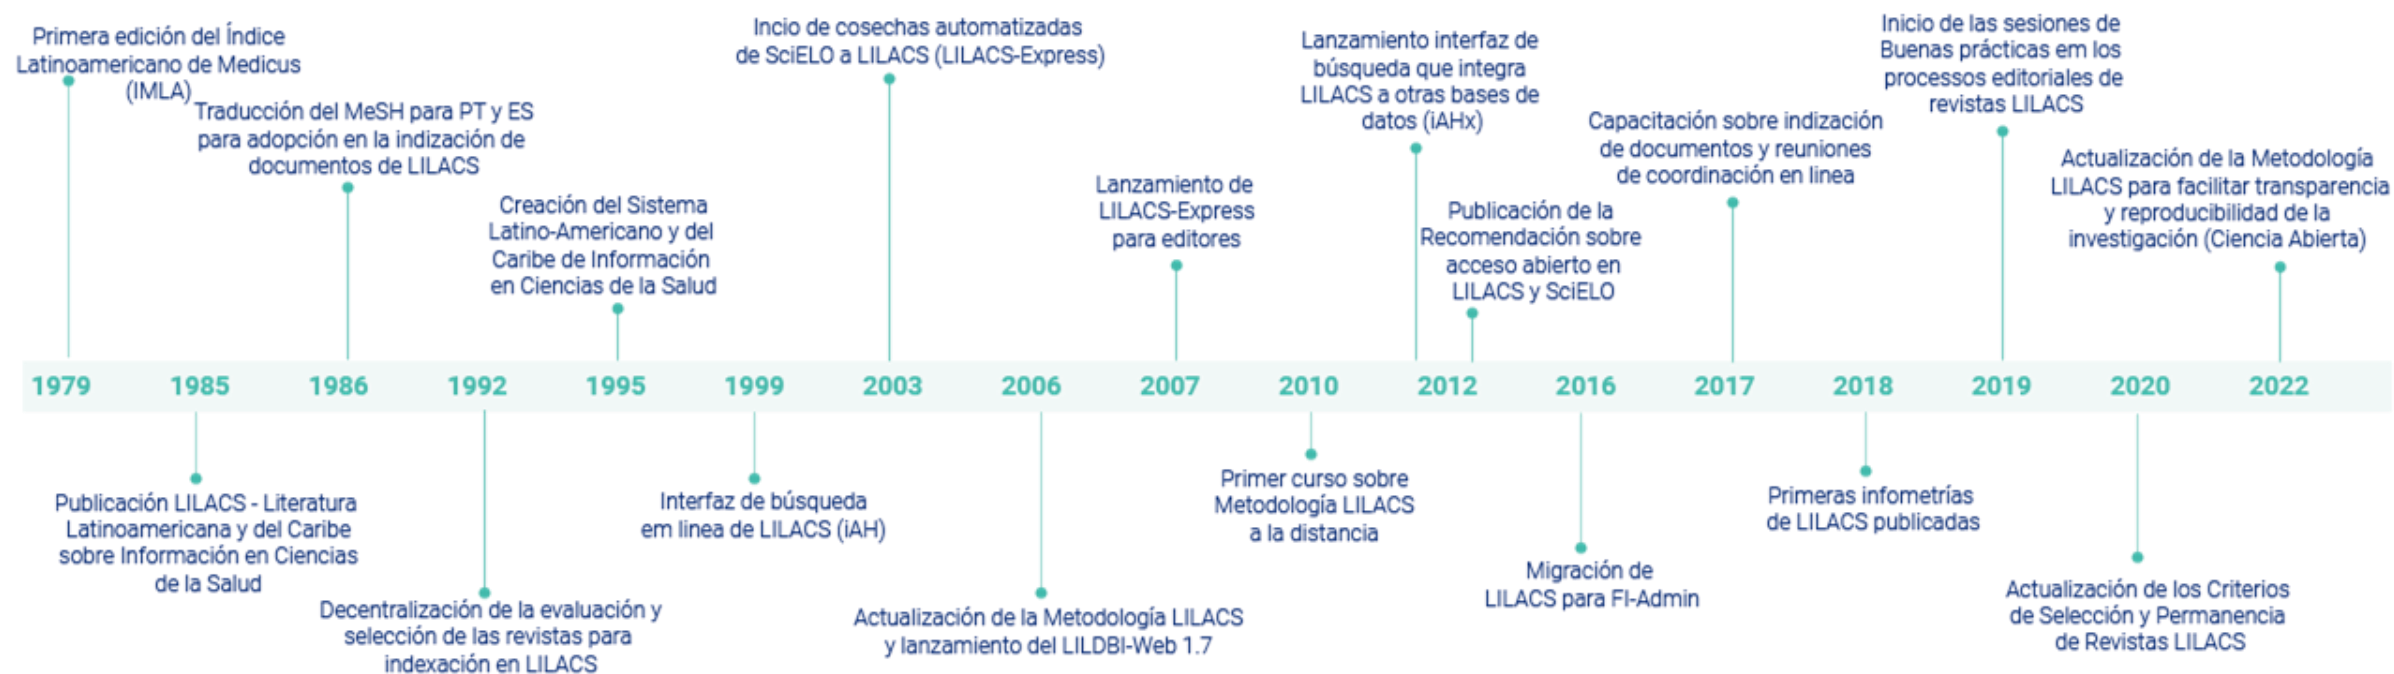 Primera edición del Índice
Latinoamericano de Medicus
(IMLA)
Traducción del MeSH para PT y ES
para adopción en la indización de
documentos de LILACS
Creación del Sistema
Latino-Americano y del
Caribe de Información
en Ciencias de la Salud
Incio de cosechas automatizadas
de SciELO a LILACS (LILACS-Express)
Lanzamiento de
LILACS-Express
para editores
Lanzamiento interfaz de
búsqueda que integra
LILACS a otras bases de
datos (iAHx)
Publicación de la
Recomendación sobre
acceso abierto en
LILACS y SciELO
Capacitación sobre indización
de documentos y reuniones
de coordinación en linea
Inicio de las sesiones de
Buenas prácticas em los
processos editoriales de
revistas LILACS
Actualización de la Metodología
LILACS para facilitar transparencia
y reproducibilidad de la
investigación (Ciencia Abierta)
1979 1985 1986 1992 1995 1999 2003 2006 2007 2010 2012 2016 2017 2018 2019 2020 2022
Publicación LILACS - Literatura
Latinoamericana y del Caribe
sobre Información en Ciencias
de la Salud
Decentralización de la evaluación y
selección de las revistas para
indexación en LILACS
Interfaz de búsqueda
em linea de LILACS (iAH)
Actualización de la Metodología LILACS
y lanzamiento del LILDBI-Web 1.7
Primer curso sobre
Metodología LILACS
a la distancia
Migración de
LILACS para FI-Admin
Primeras infometrías
de LILACS publicadas
Actualización de los Criterios
de Selección y Permanencia
de Revistas LILACS